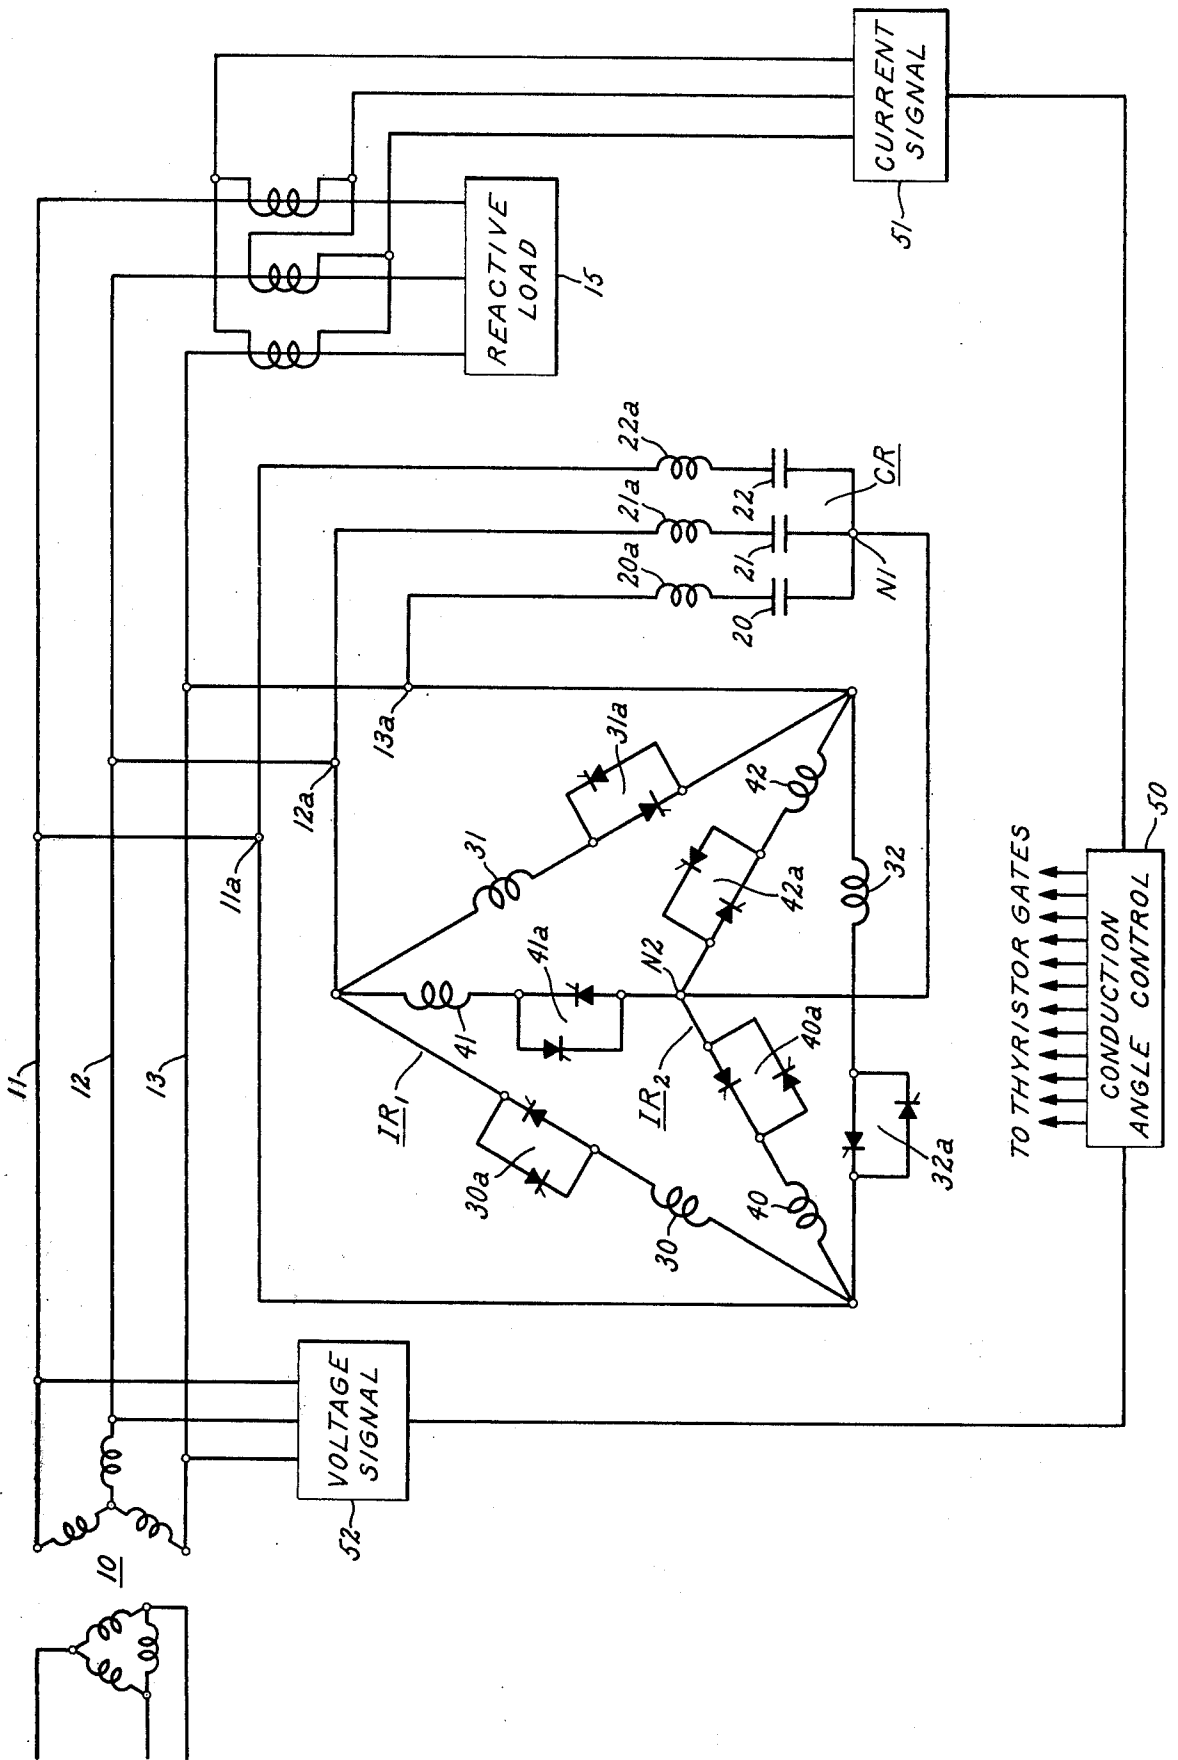 10
11
12
13
VOLTAGE
SIGNAL
52
11a
12a
13a
IR1
30
30a
31
31a
32
32a
IR2
40
40a
41
41a
42
42a
N2
20a
21a
22a
20
21
22
CR
N1
REACTIVE
LOAD
15
CURRENT
SIGNAL
51
TO THYRISTOR GATES
CONDUCTION
ANGLE CONTROL
50